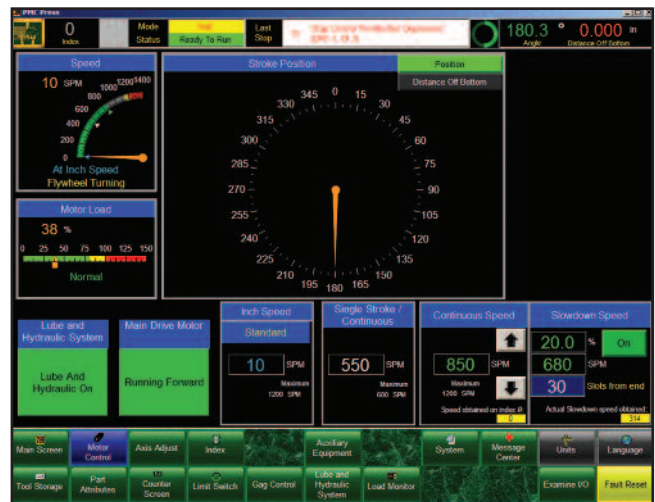 PMC Press
0
Index
Mode
Status
Ready To Run
Last
Stop
180.3 °
Angle
0.000 in
Distance Off Bottom
Speed
10 SPM
0
200
400
600
800
1000
1200
1400
At Inch Speed
Flywheel Turning
Motor Load
38 %
0 25 50 75 100 125 150
Normal
Stroke Position
Position
Distance Off Bottom
0
15
30
45
60
75
90
105
120
135
150
165
180
195
210
225
240
255
270
285
300
315
330
345
Lube and
Hydraulic System
Lube And
Hydraulic On
Main Drive Motor
Running Forward
Inch Speed
Standard
10 SPM
Maximum
1200 SPM
Single Stroke /
Continuous
550 SPM
Maximum
600 SPM
Continuous Speed
850
SPM
Maximum
1200 SPM
Speed obtained on index #:
0
Slowdown Speed
20.0 %
On
680 SPM
30 Slots from end
Actual Slowdown speed obtained:
314
Main Screen
Motor
Control
Axis Adjust
Index
Auxiliary
Equipment
System
Message
Center
Units
Language
Tool Storage
Part
Attributes
123
Counter
Screen
Limit Switch
Gag Control
Lube and
Hydraulic
System
Load Monitor
Examine I/O
Fault Reset